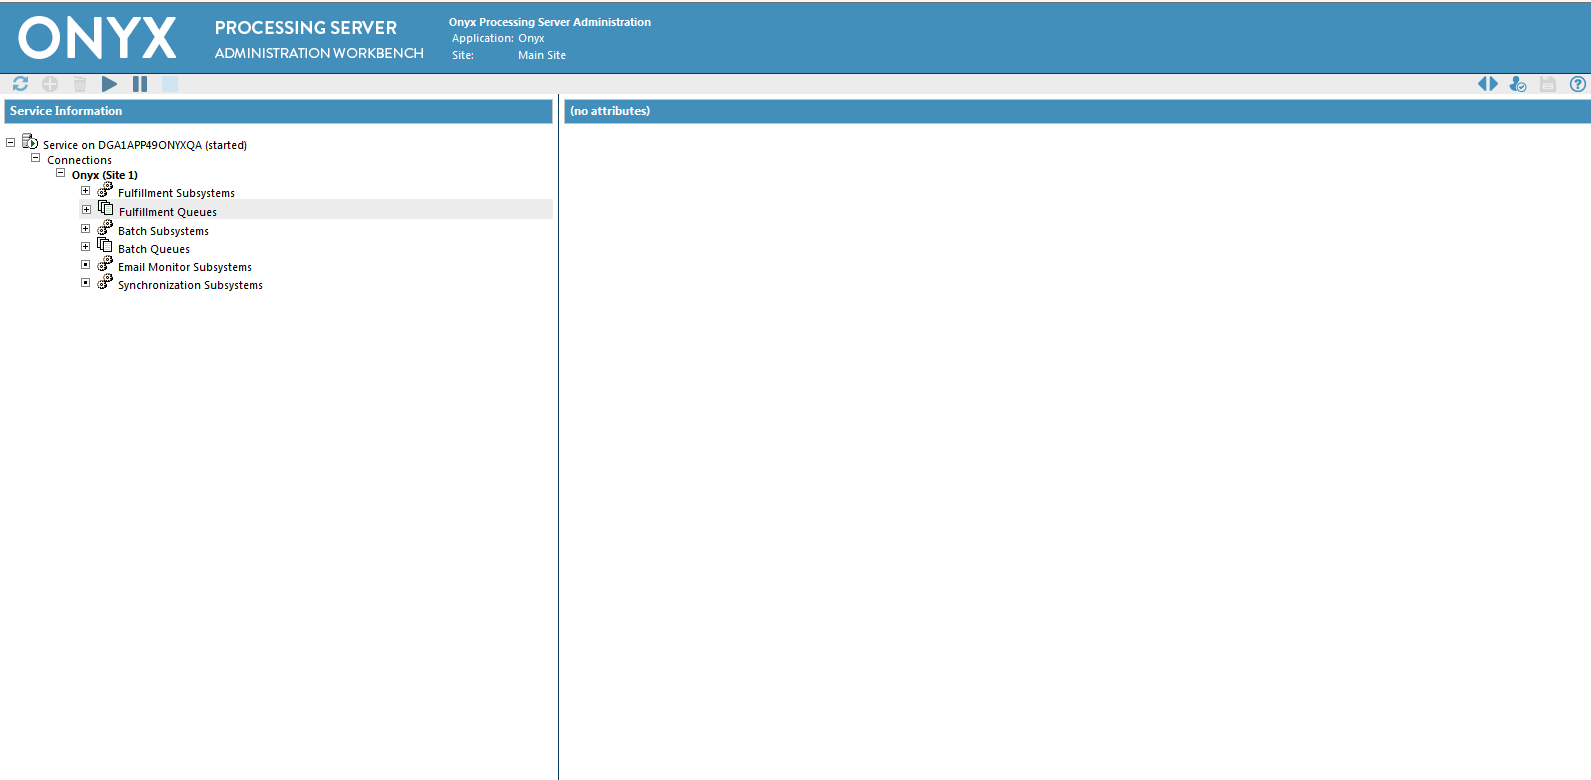 ONYX
PROCESSING SERVER
ADMINISTRATION WORKBENCH
Onyx Processing Server Administration
Application: Onyx
Site: Main Site
Service Information
(no attributes)
Service on DGA1APP49ONYXQA (started)
Connections
Onyx (Site 1)
Fulfillment Subsystems
Fulfillment Queues
Batch Subsystems
Batch Queues
Email Monitor Subsystems
Synchronization Subsystems